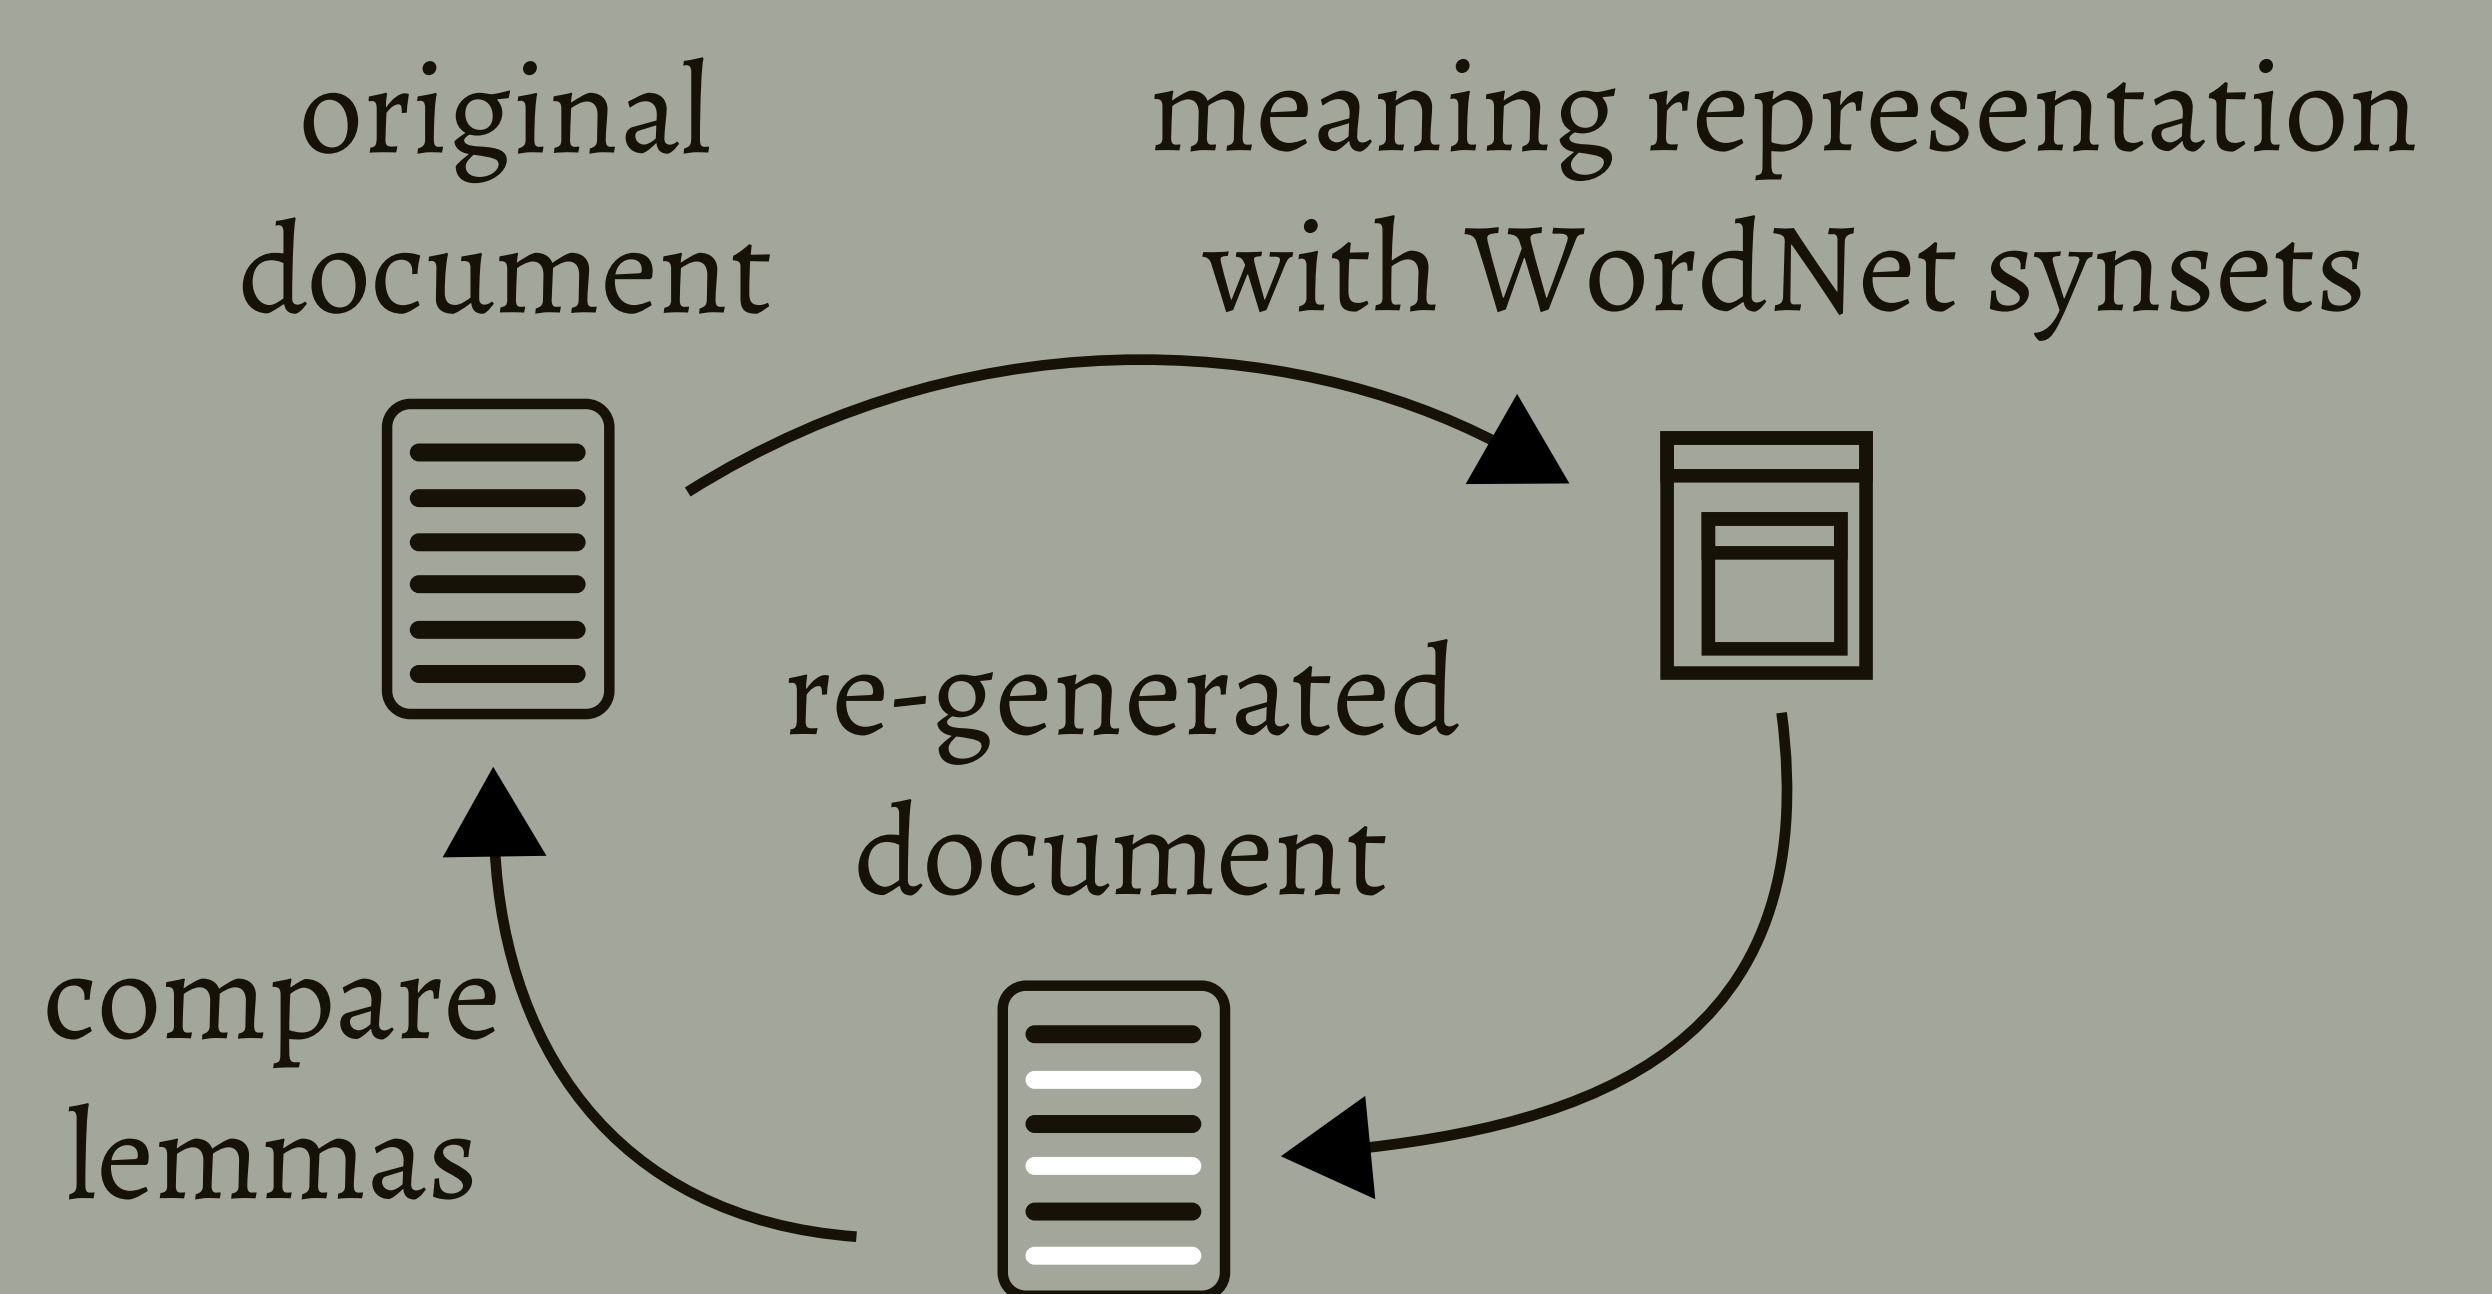 original
document
meaning representation
with WordNet synsets
re-generated
document
compare
lemmas